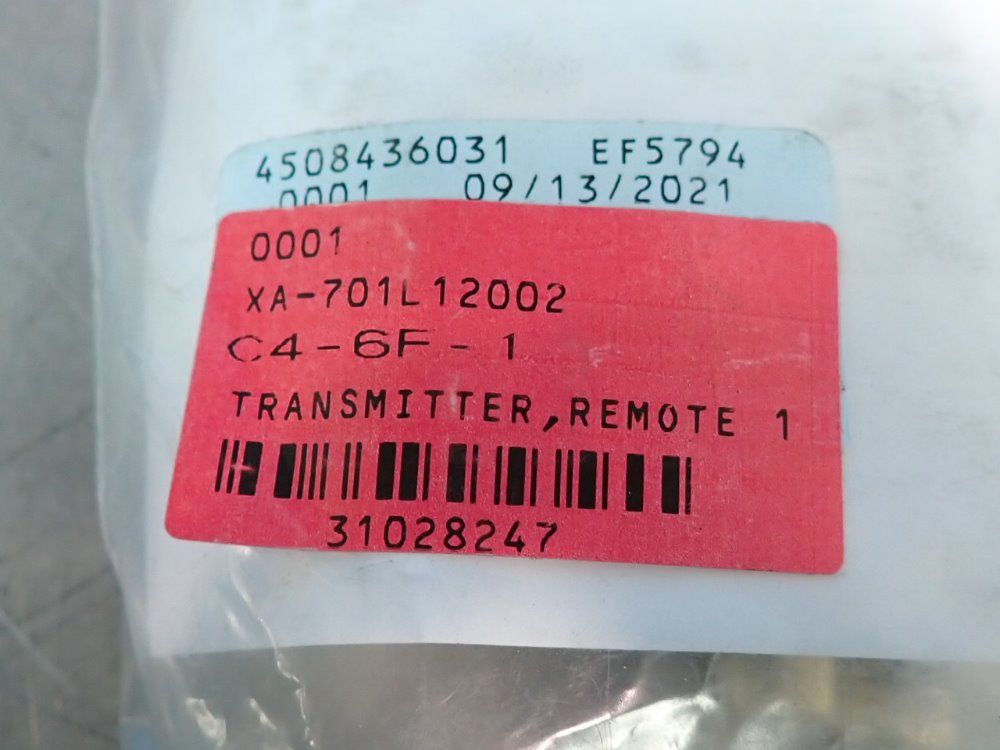 4508436031 EF5794
0001 09/13/2021
0001
XA-701L12002
C4-6F-1
TRANSMITTER,REMOTE 1
31028247